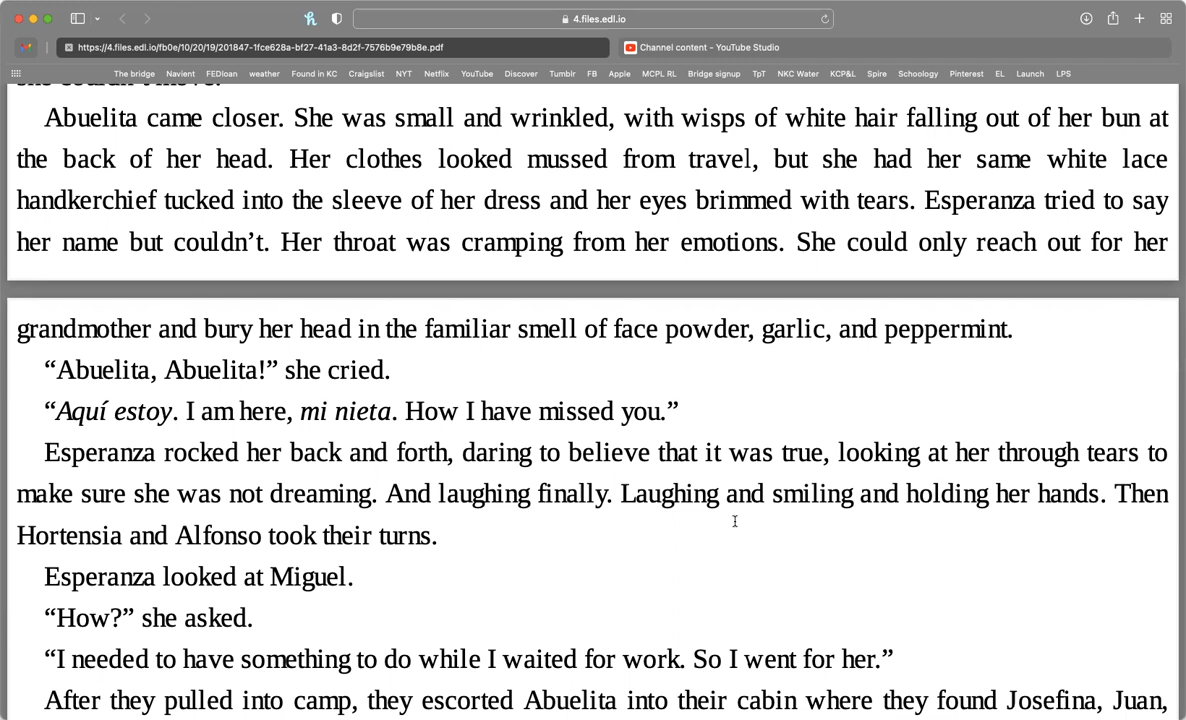 4.files.edl.io
https://4.files.edl.io/fb0e/10/20/19/201847-1fce628a-bf27-41a3-8d2f-7576b9e79b8e.pdf
Channel content - YouTube Studio
The bridge Navient FEDloan weather Found in KC Craigslist NYT Netflix YouTube Discover Tumblr FB Apple MCPL RL Bridge signup TpT NKC Water KCP&L Spire Schoology Pinterest EL Launch LPS
Abuelita came closer. She was small and wrinkled, with wisps of white hair falling out of her bun at
the back of her head. Her clothes looked mussed from travel, but she had her same white lace
handkerchief tucked into the sleeve of her dress and her eyes brimmed with tears. Esperanza tried to say
her name but couldn’t. Her throat was cramping from her emotions. She could only reach out for her
grandmother and bury her head in the familiar smell of face powder, garlic, and peppermint.
“Abuelita, Abuelita!” she cried.
“Aquí estoy. I am here, mi nieta. How I have missed you.”
Esperanza rocked her back and forth, daring to believe that it was true, looking at her through tears to
make sure she was not dreaming. And laughing finally. Laughing and smiling and holding her hands. Then
Hortensia and Alfonso took their turns.
Esperanza looked at Miguel.
“How?” she asked.
“I needed to have something to do while I waited for work. So I went for her.”
After they pulled into camp, they escorted Abuelita into their cabin where they found Josefina, Juan,